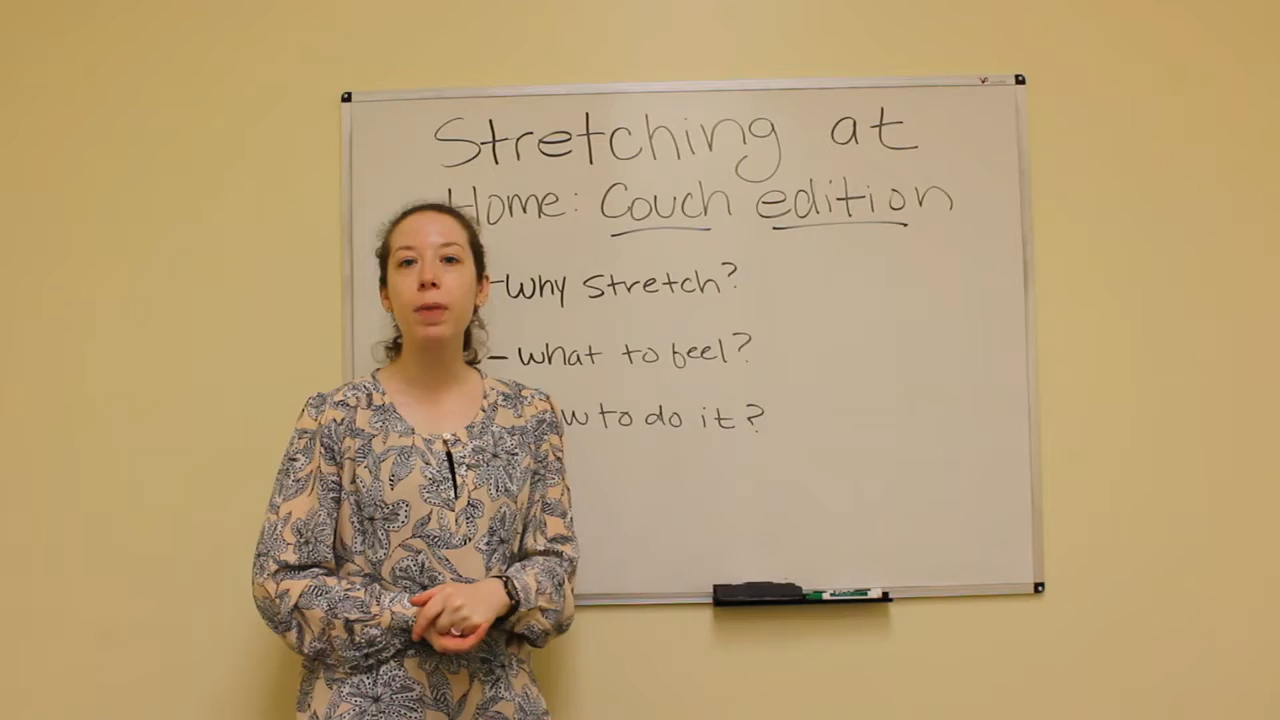 Stretching at
Home: Couch edition
-Why stretch?
- what to feel?
w to do it?